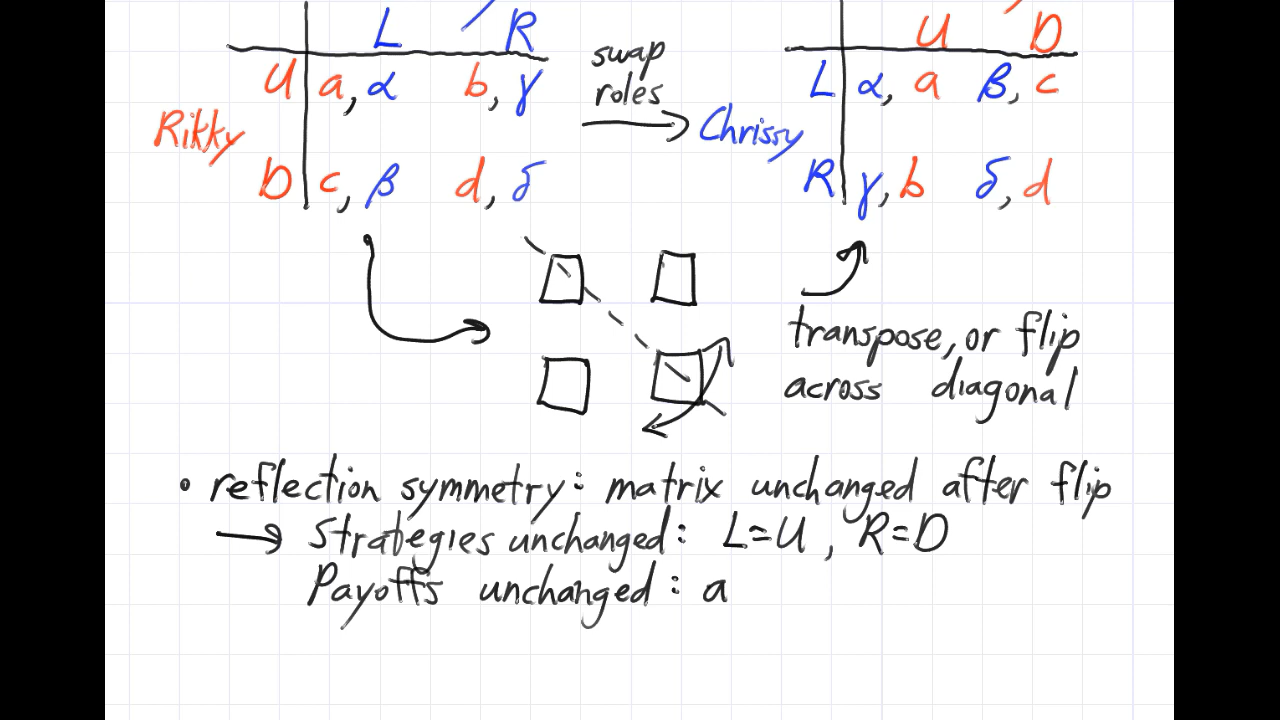 L R
U a, α b, γ
Rikky
D c, β d, δ
swap
roles
U D
L α, a β, c
Chrissy
R γ, b δ, d
transpose, or flip
across diagonal
• reflection symmetry: matrix unchanged after flip
→ Strategies unchanged: L=U, R=D
Payoffs unchanged: a